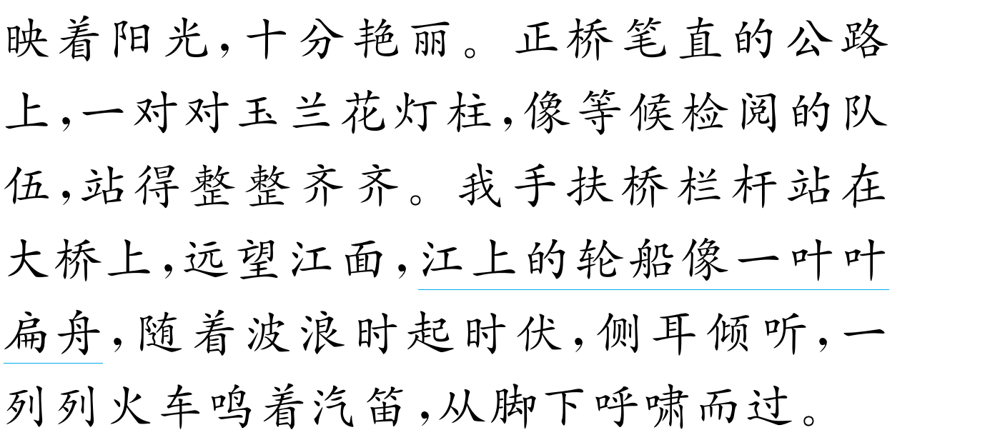 映着阳光，十分艳丽。正桥笔直的公路
上，一对对玉兰花灯柱，像等候检阅的队
伍，站得整整齐齐。我手扶桥栏杆站在
大桥上，远望江面，江上的轮船像一叶叶
扁舟，随着波浪时起时伏，侧耳倾听，一
列列火车鸣着汽笛，从脚下呼啸而过。